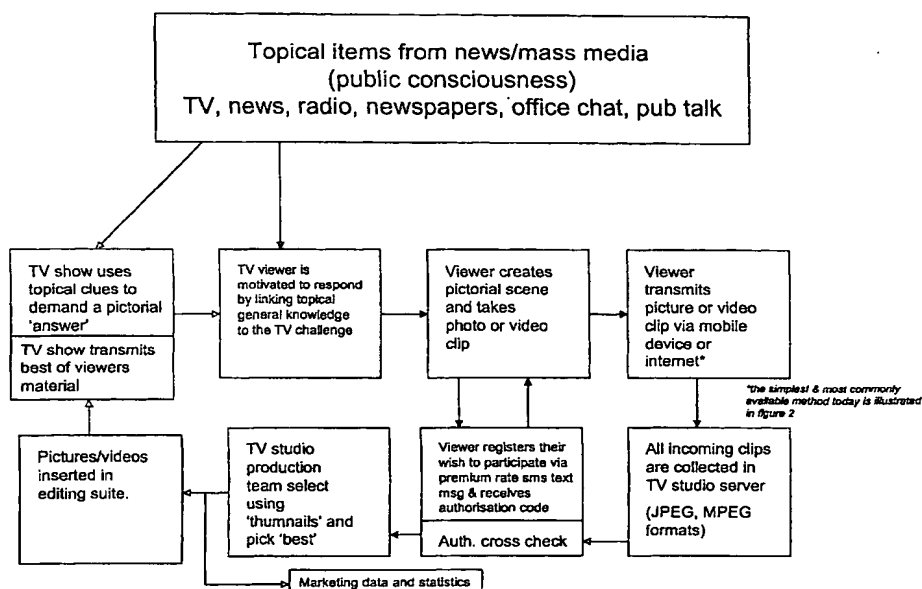 Topical items from news/mass media
(public consciousness)
TV, news, radio, newspapers, office chat, pub talk
TV show uses
topical clues to
demand a pictorial
'answer'
TV show transmits
best of viewers
material
TV viewer is
motivated to respond
by linking topical
general knowledge
to the TV challenge
Viewer creates
pictorial scene
and takes
photo or video
clip
Viewer
transmits
picture or video
clip via mobile
device or
internet*
*the simplest & most commonly
available method today is illustrated
in figure 2
Pictures/videos
inserted in
editing suite.
TV studio
production
team select
using
'thumnails' and
pick 'best'
Viewer registers their
wish to participate via
premium rate sms text
msg & receives
authorisation code
Auth. cross check
All incoming clips
are collected in
TV studio server
(JPEG, MPEG
formats)
Marketing data and statistics